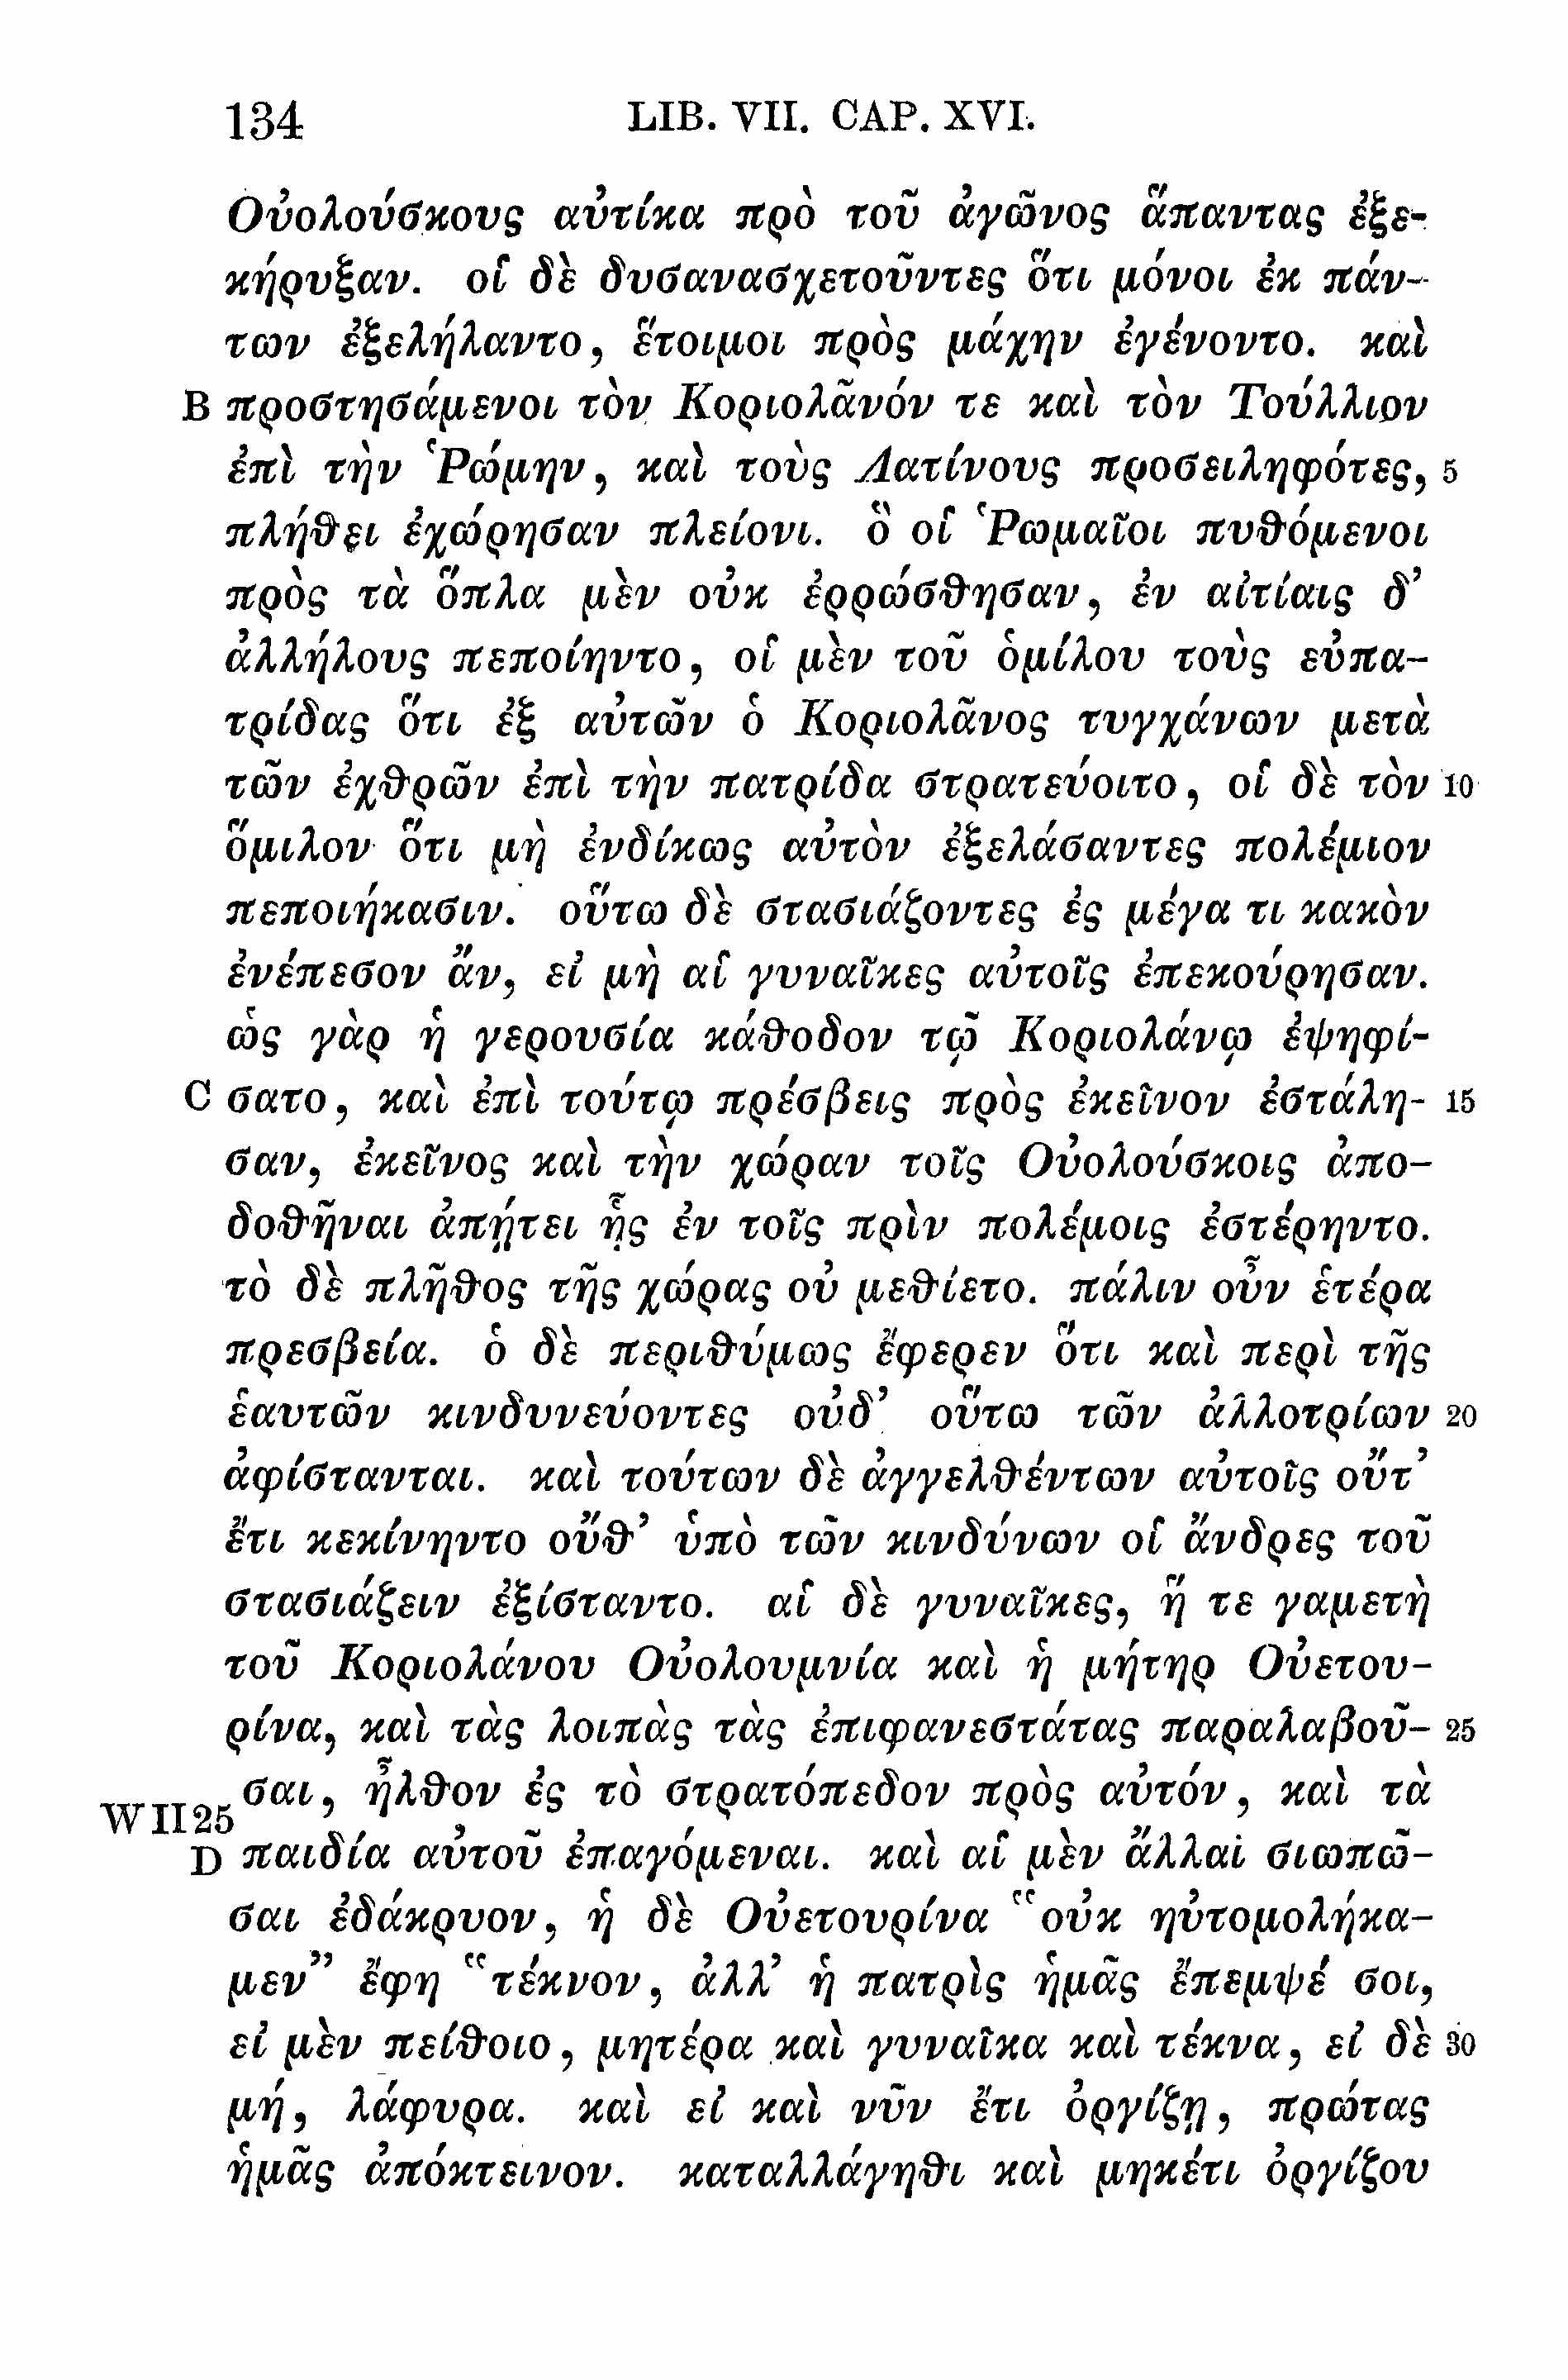 134 LIB. VII. CAP. XVI.
Οὐολούσκους αὐτίκα πρὸ τοῦ ἀγῶνος ἅπαντας ἐξε-
κήρυξαν. οἱ δὲ δυσανασχετοῦντες ὅτι μόνοι ἐκ πάν-
των ἐξελήλαντο, ἕτοιμοι πρὸς μάχην ἐγένοντο. καὶ
B προστησάμενοι τὸν Κοριολᾶνόν τε καὶ τὸν Τούλλιον
ἐπὶ τὴν Ῥώμην, καὶ τοὺς Λατίνους προσειληφότες, 5
πλήθει ἐχώρησαν πλείονι. ὃ οἱ Ῥωμαῖοι πυθόμενοι
πρὸς τὰ ὅπλα μὲν οὐκ ἐρρώσθησαν, ἐν αἰτίαις δ’
ἀλλήλους πεποίηντο, οἱ μὲν τοῦ ὁμίλου τοὺς εὐπα-
τρίδας ὅτι ἐξ αὐτῶν ὁ Κοριολᾶνος τυγχάνων μετὰ
τῶν ἐχθρῶν ἐπὶ τὴν πατρίδα στρατεύοιτο, οἱ δὲ τὸν 10
ὅμιλον ὅτι μὴ ἐνδίκως αὐτὸν ἐξελάσαντες πολέμιον
πεποιήκασιν. οὕτω δὲ στασιάζοντες ἐς μέγα τι κακὸν
ἐνέπεσον ἄν, εἰ μὴ αἱ γυναῖκες αὐτοῖς ἐπεκούρησαν.
ὡς γὰρ ἡ γερουσία κάθοδον τῷ Κοριολάνῳ ἐψηφί-
C σατο, καὶ ἐπὶ τούτῳ πρέσβεις πρὸς ἐκεῖνον ἐστάλη- 15
σαν, ἐκεῖνος καὶ τὴν χώραν τοῖς Οὐολούσκοις ἀπο-
δοθῆναι ἀπῄτει ἧς ἐν τοῖς πρὶν πολέμοις ἐστέρηντο.
τὸ δὲ πλῆθος τῆς χώρας οὐ μεθίετο. πάλιν οὖν ἑτέρα
πρεσβεία. ὁ δὲ περιθύμως ἔφερεν ὅτι καὶ περὶ τῆς
ἑαυτῶν κινδυνεύοντες οὐδ’ οὕτω τῶν ἀλλοτρίων 20
ἀφίστανται. καὶ τούτων δὲ ἀγγελθέντων αὐτοῖς οὔτ’
ἔτι κεκίνηντο οὔθ’ ὑπὸ τῶν κινδύνων οἱ ἄνδρες τοῦ
στασιάζειν ἐξίσταντο. αἱ δὲ γυναῖκες, ἥ τε γαμετὴ
τοῦ Κοριολάνου Οὐολουμνία καὶ ἡ μήτηρ Οὐετου-
ρίνα, καὶ τὰς λοιπὰς τὰς ἐπιφανεστάτας παραλαβοῦ- 25
WII25 σαι, ἦλθον ἐς τὸ στρατόπεδον πρὸς αὐτόν, καὶ τὰ
D παιδία αὐτοῦ ἐπαγόμεναι. καὶ αἱ μὲν ἄλλαι σιωπῶ-
σαι ἐδάκρυον, ἡ δὲ Οὐετουρίνα “οὐκ ηὐτομολήκα-
μεν” ἔφη “τέκνον, ἀλλ’ ἡ πατρὶς ἡμᾶς ἔπεμψέ σοι,
εἰ μὲν πείθοιο, μητέρα καὶ γυναῖκα καὶ τέκνα, εἰ δὲ 30
μή, λάφυρα. καὶ εἰ καὶ νῦν ἔτι ὀργίζῃ, πρώτας
ἡμᾶς ἀπόκτεινον. καταλλάγηθι καὶ μηκέτι ὀργίζου